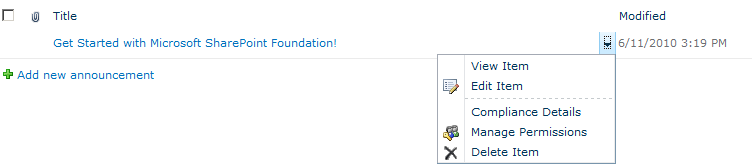 Title Modified
Get Started with Microsoft SharePoint Foundation! 6/11/2010 3:19 PM
View Item
Add new announcement
Edit Item
Compliance Details
Manage Permissions
Delete Item